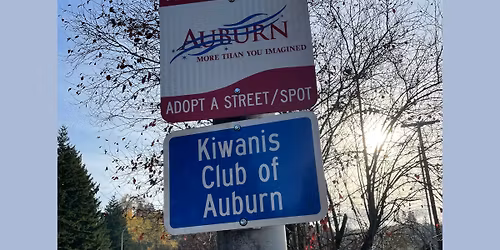 AUBURN
MORE THAN YOU IMAGINED
ADOPT A STREET/SPOT
Kiwanis
Club of
Auburn